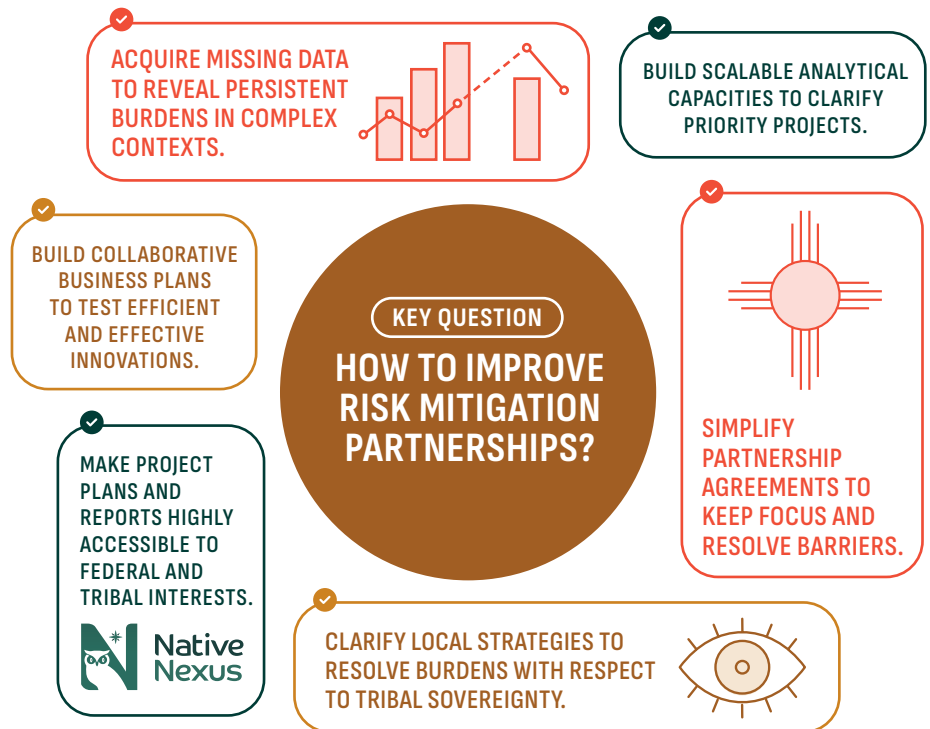 ACQUIRE MISSING DATA
TO REVEAL PERSISTENT
BURDENS IN COMPLEX
CONTEXTS.
BUILD SCALABLE ANALYTICAL
CAPACITIES TO CLARIFY
PRIORITY PROJECTS.
BUILD COLLABORATIVE
BUSINESS PLANS
TO TEST EFFICIENT
AND EFFECTIVE
INNOVATIONS.
KEY QUESTION
HOW TO IMPROVE
RISK MITIGATION
PARTNERSHIPS?
SIMPLIFY
PARTNERSHIP
AGREEMENTS TO
KEEP FOCUS AND
RESOLVE BARRIERS.
MAKE PROJECT
PLANS AND
REPORTS HIGHLY
ACCESSIBLE TO
FEDERAL AND
TRIBAL INTERESTS.
Native
Nexus
CLARIFY LOCAL STRATEGIES TO
RESOLVE BURDENS WITH RESPECT
TO TRIBAL SOVEREIGNTY.